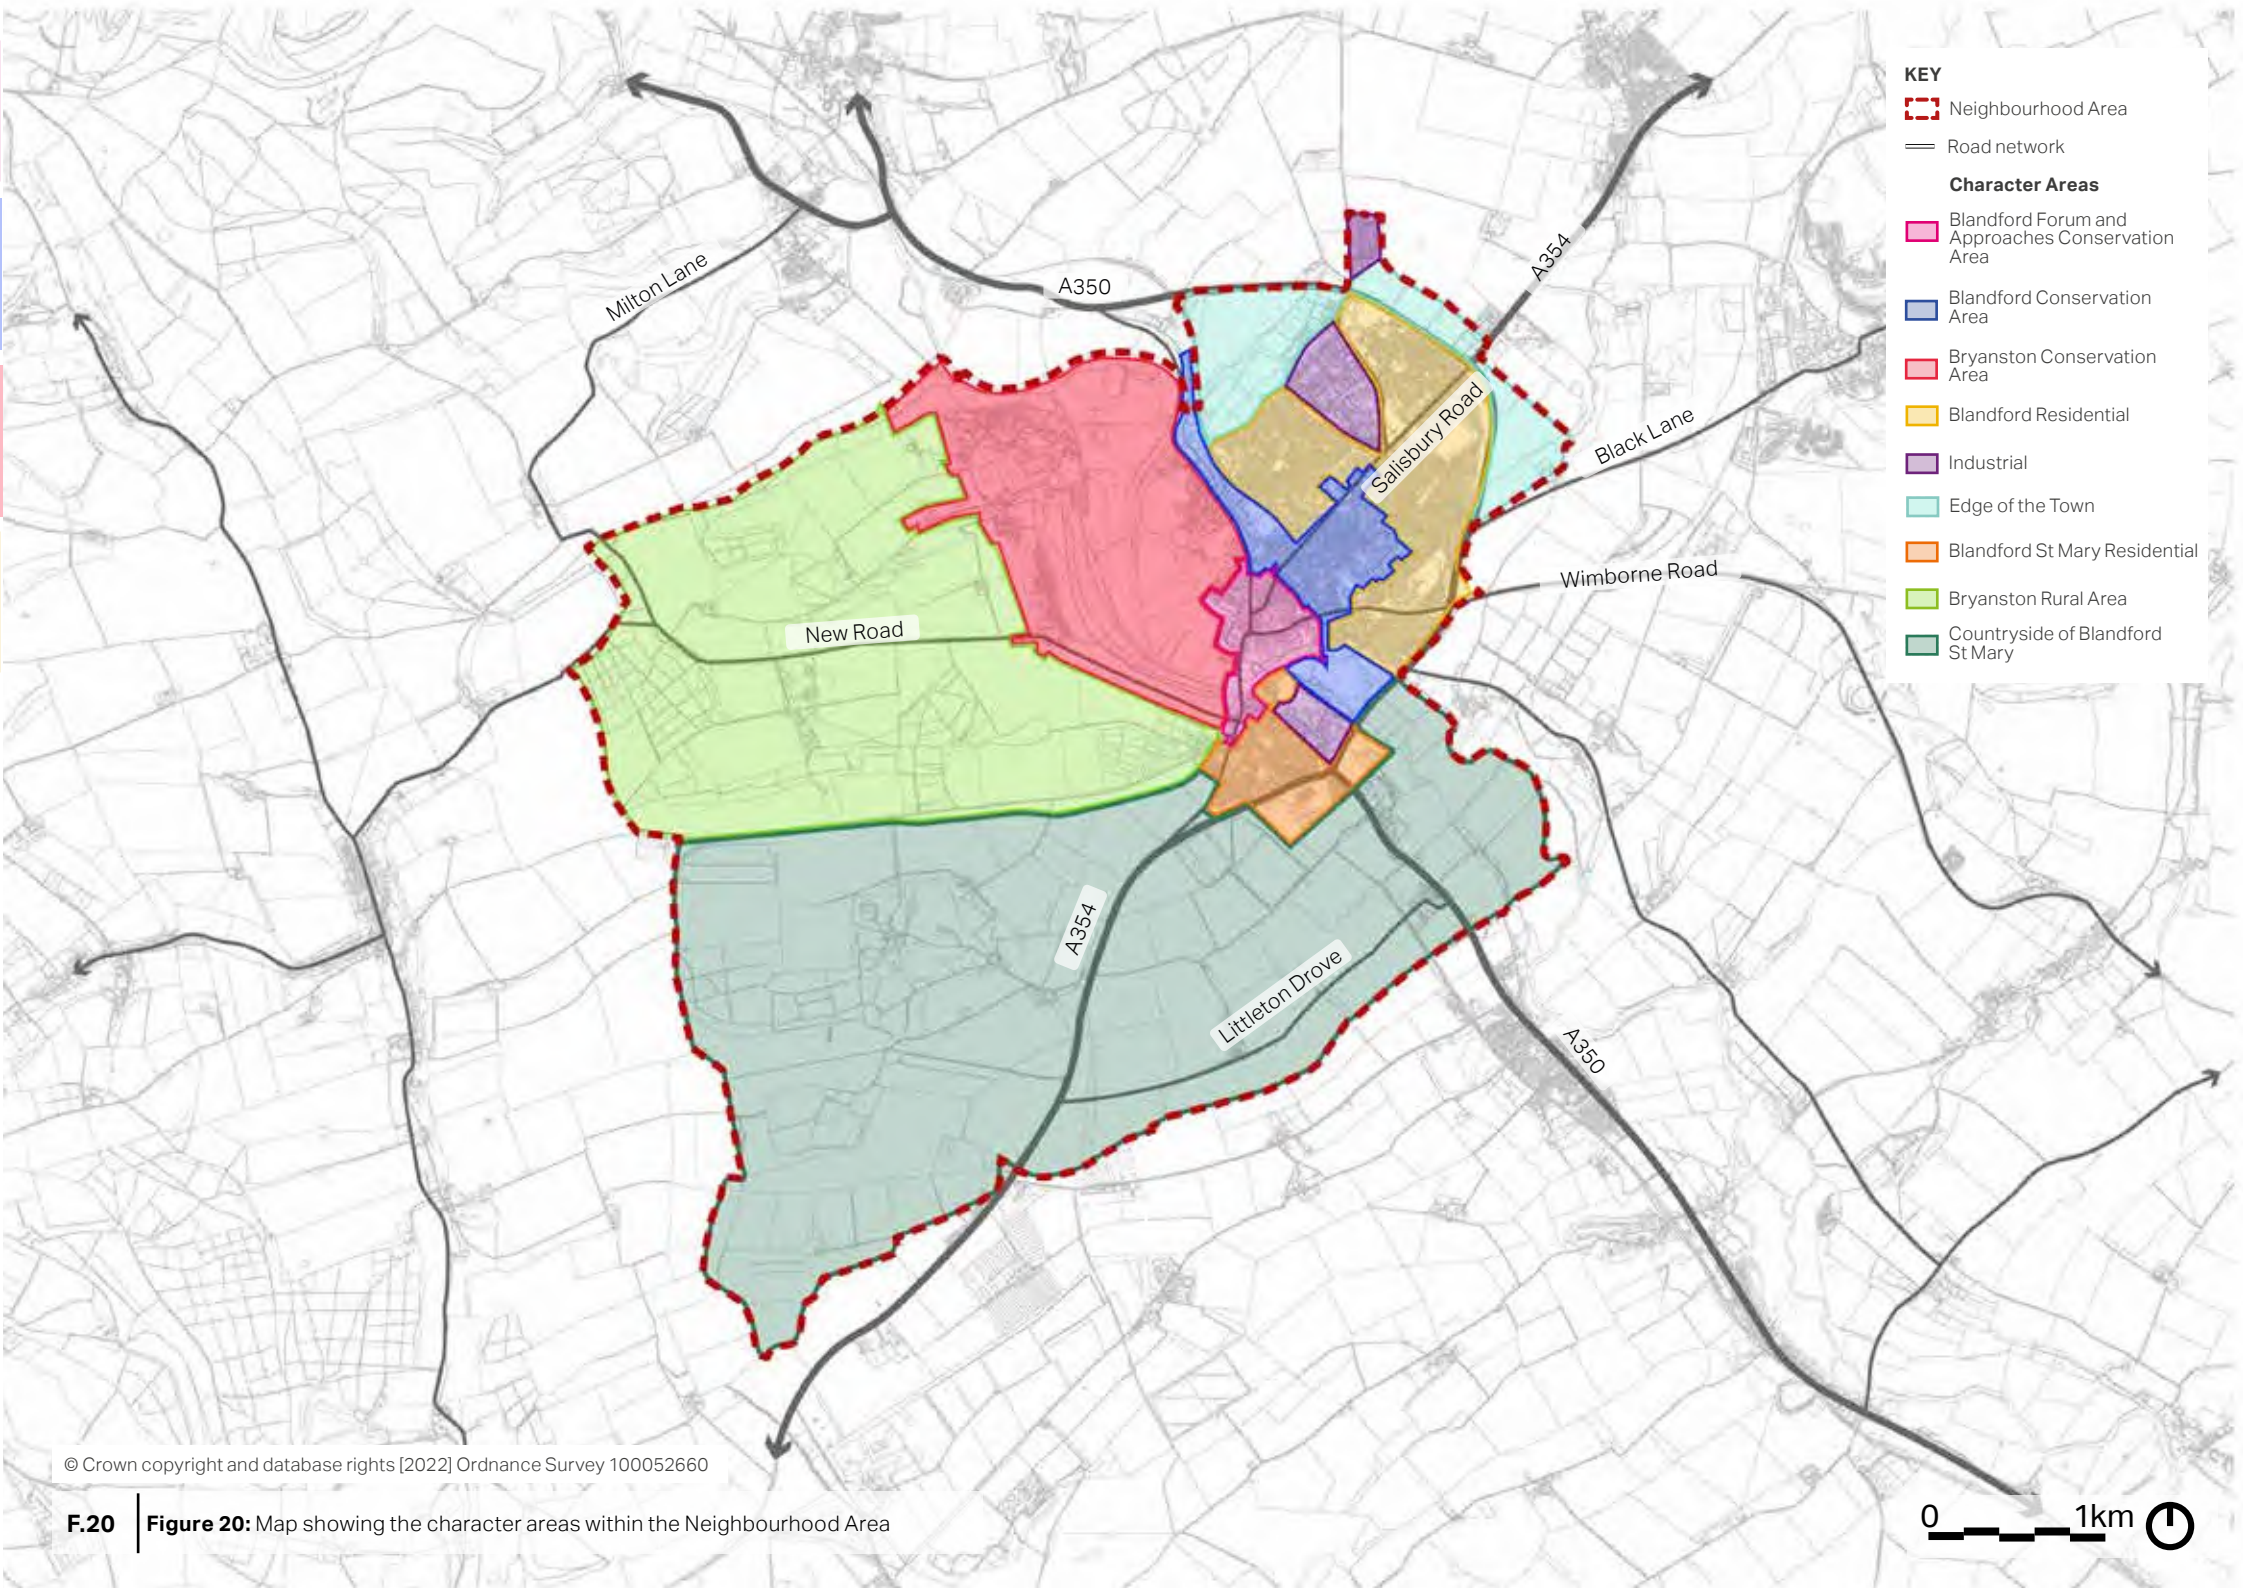 KEY
Neighbourhood Area
Road network
Character Areas
Blandford Forum and
Approaches Conservation
Area
Blandford Conservation
Area
Bryanston Conservation
Area
Blandford Residential
Industrial
Edge of the Town
Blandford St Mary Residential
Bryanston Rural Area
Countryside of Blandford
St Mary
A354
A350
Milton Lane
Salisbury Road
Black Lane
Wimborne Road
New Road
A354
Littleton Drove
A350
© Crown copyright and database rights [2022] Ordnance Survey 100052660
F.20
Figure 20: Map showing the character areas within the Neighbourhood Area
0 1km